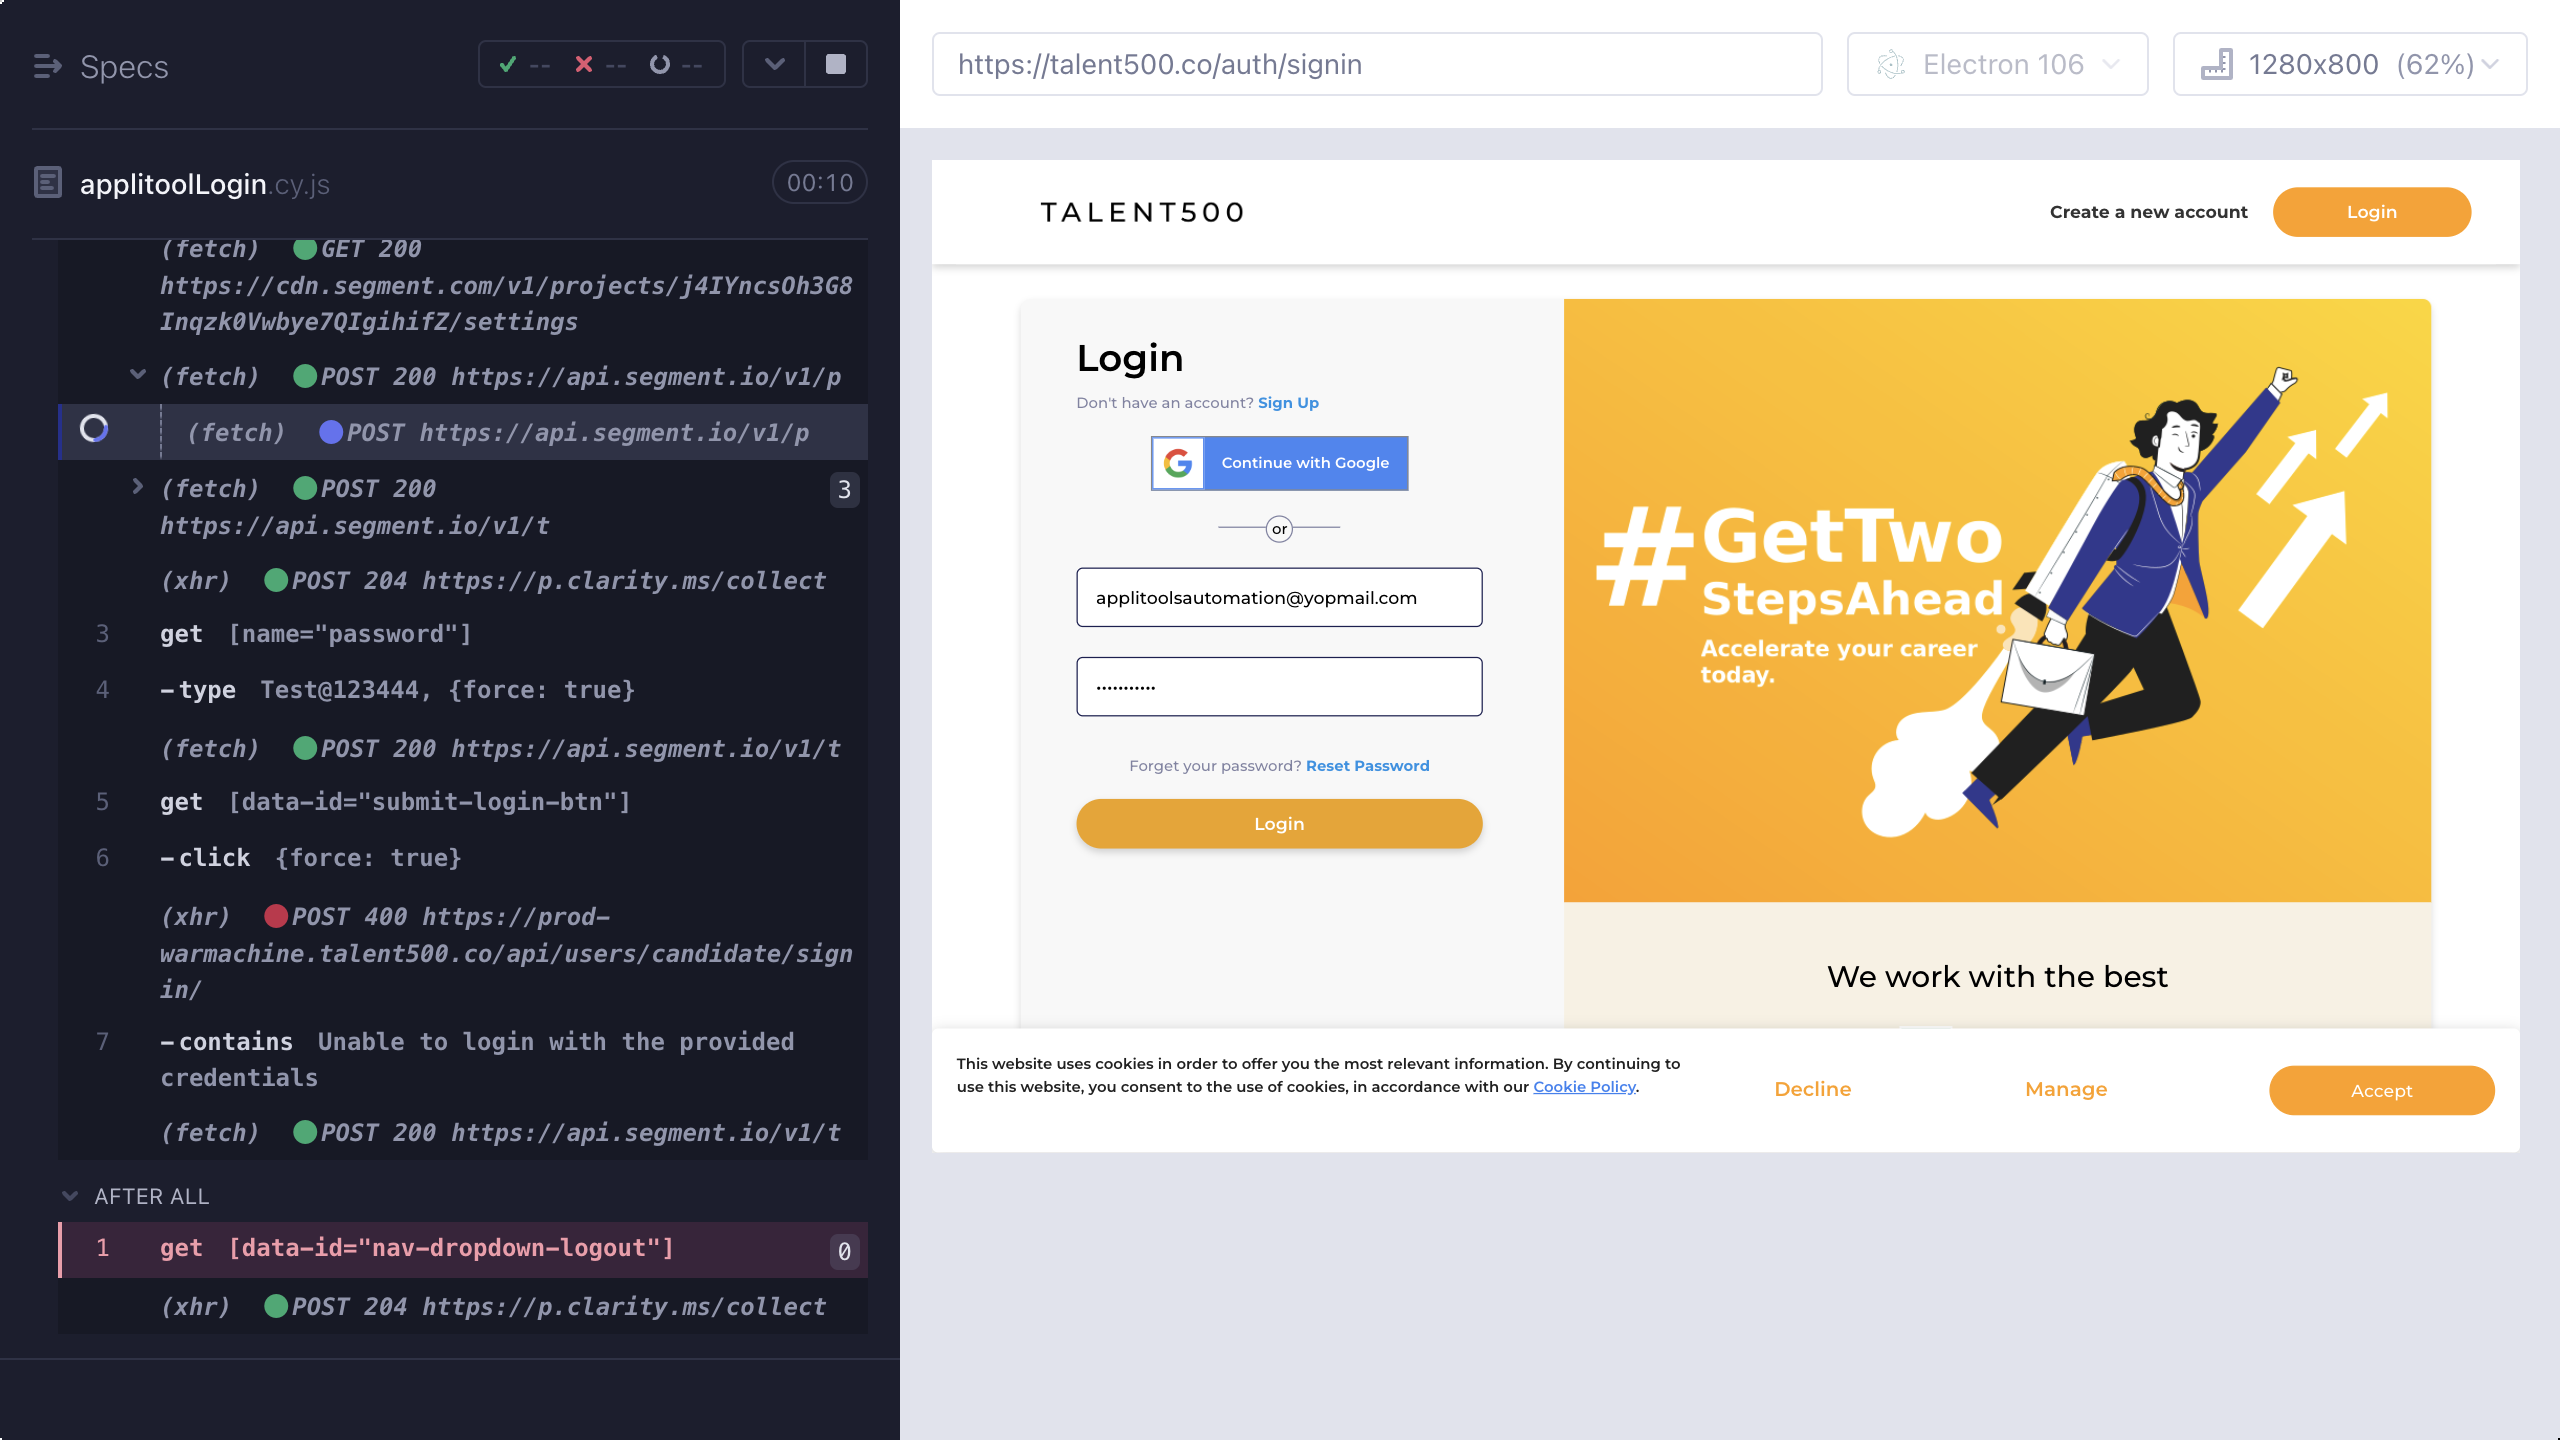 Specs
-- -- --
applitoolLogin.cy.js
00:10
(fetch) GET 200
https://cdn.segment.com/v1/projects/j4IYncsOh3G8
Inqzk0Vwbye7QIgihifZ/settings
(fetch) POST 200 https://api.segment.io/v1/p
(fetch) POST https://api.segment.io/v1/p
(fetch) POST 200 3
https://api.segment.io/v1/t
(xhr) POST 204 https://p.clarity.ms/collect
3 get [name="password"]
4 -type Test@123444, {force: true}
(fetch) POST 200 https://api.segment.io/v1/t
5 get [data-id="submit-login-btn"]
6 -click {force: true}
(xhr) POST 400 https://prod-
warmachine.talent500.co/api/users/candidate/sign
in/
7 -contains Unable to login with the provided
credentials
(fetch) POST 200 https://api.segment.io/v1/t
AFTER ALL
1 get [data-id="nav-dropdown-logout"] 0
(xhr) POST 204 https://p.clarity.ms/collect
https://talent500.co/auth/signin
Electron 106
1280x800 (62%)
TALENT500
Create a new account
Login
Login
Don't have an account? Sign Up
Continue with Google
or
applitoolsautomation@yopmail.com
•••••••••••
Forget your password? Reset Password
Login
#GetTwo
StepsAhead
Accelerate your career
today.
We work with the best
This website uses cookies in order to offer you the most relevant information. By continuing to
use this website, you consent to the use of cookies, in accordance with our Cookie Policy.
Decline
Manage
Accept